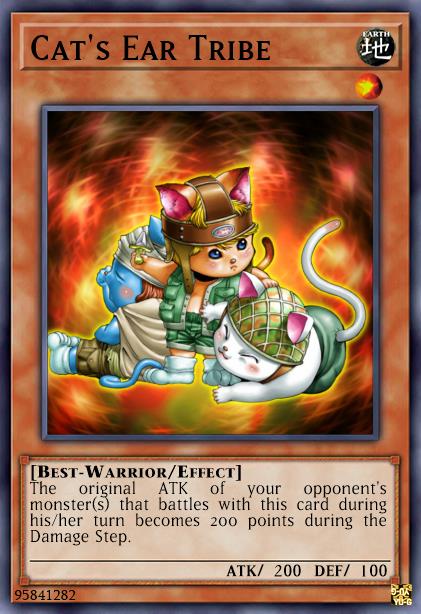 Cat's Ear Tribe
EARTH
地
[Best-Warrior/Effect]
The original ATK of your opponent's
monster(s) that battles with this card during
his/her turn becomes 200 points during the
Damage Step.
ATK/ 200 DEF/ 100
95841282